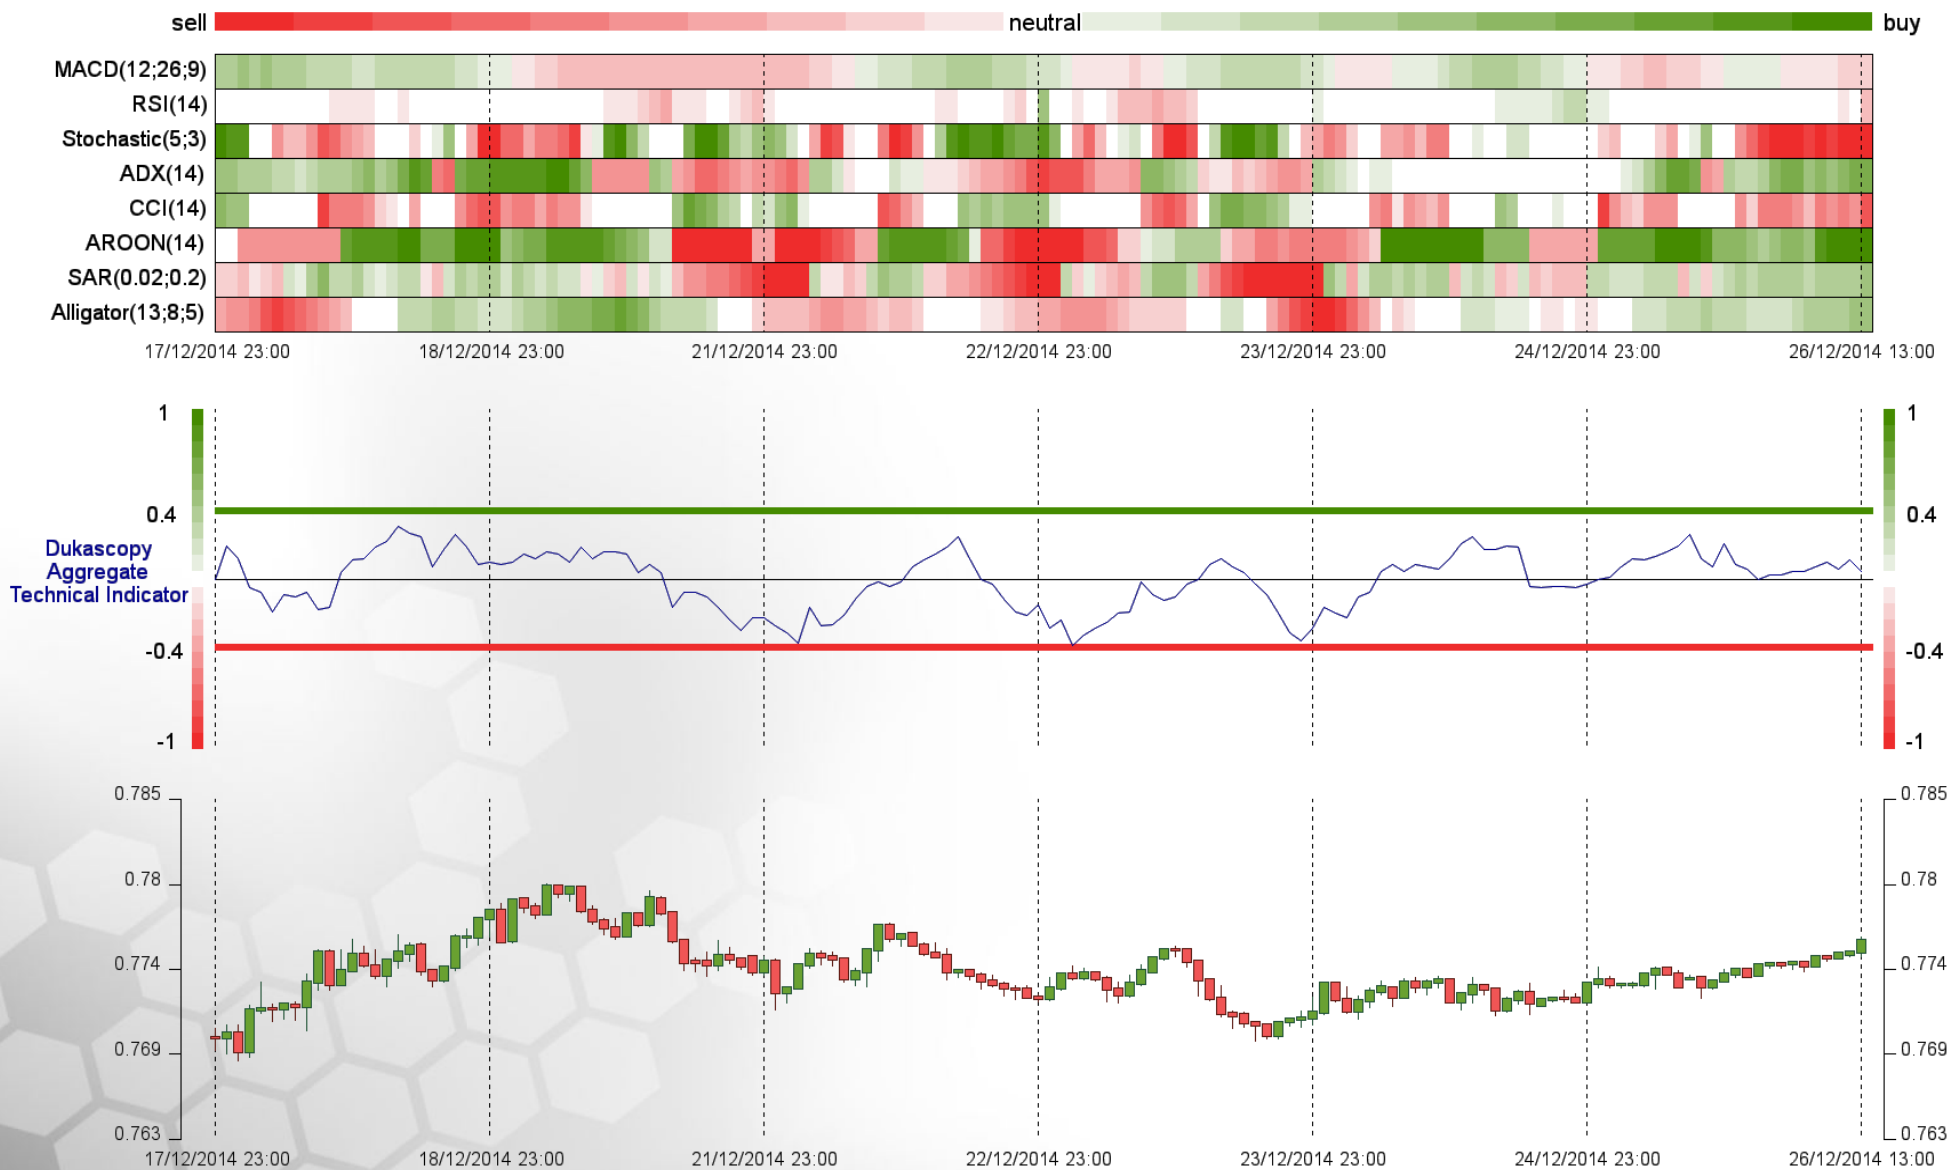 sell neutral buy
MACD(12;26;9)
RSI(14)
Stochastic(5;3)
ADX(14)
CCI(14)
AROON(14)
SAR(0.02;0.2)
Alligator(13;8;5)
17/12/2014 23:00 18/12/2014 23:00 21/12/2014 23:00 22/12/2014 23:00 23/12/2014 23:00 24/12/2014 23:00 26/12/2014 13:00
1 1
0.4 0.4
Dukascopy
Aggregate
Technical Indicator
-0.4 -0.4
-1 -1
0.785 0.785
0.78 0.78
0.774 0.774
0.769 0.769
0.763 0.763
17/12/2014 23:00 18/12/2014 23:00 21/12/2014 23:00 22/12/2014 23:00 23/12/2014 23:00 24/12/2014 23:00 26/12/2014 13:00